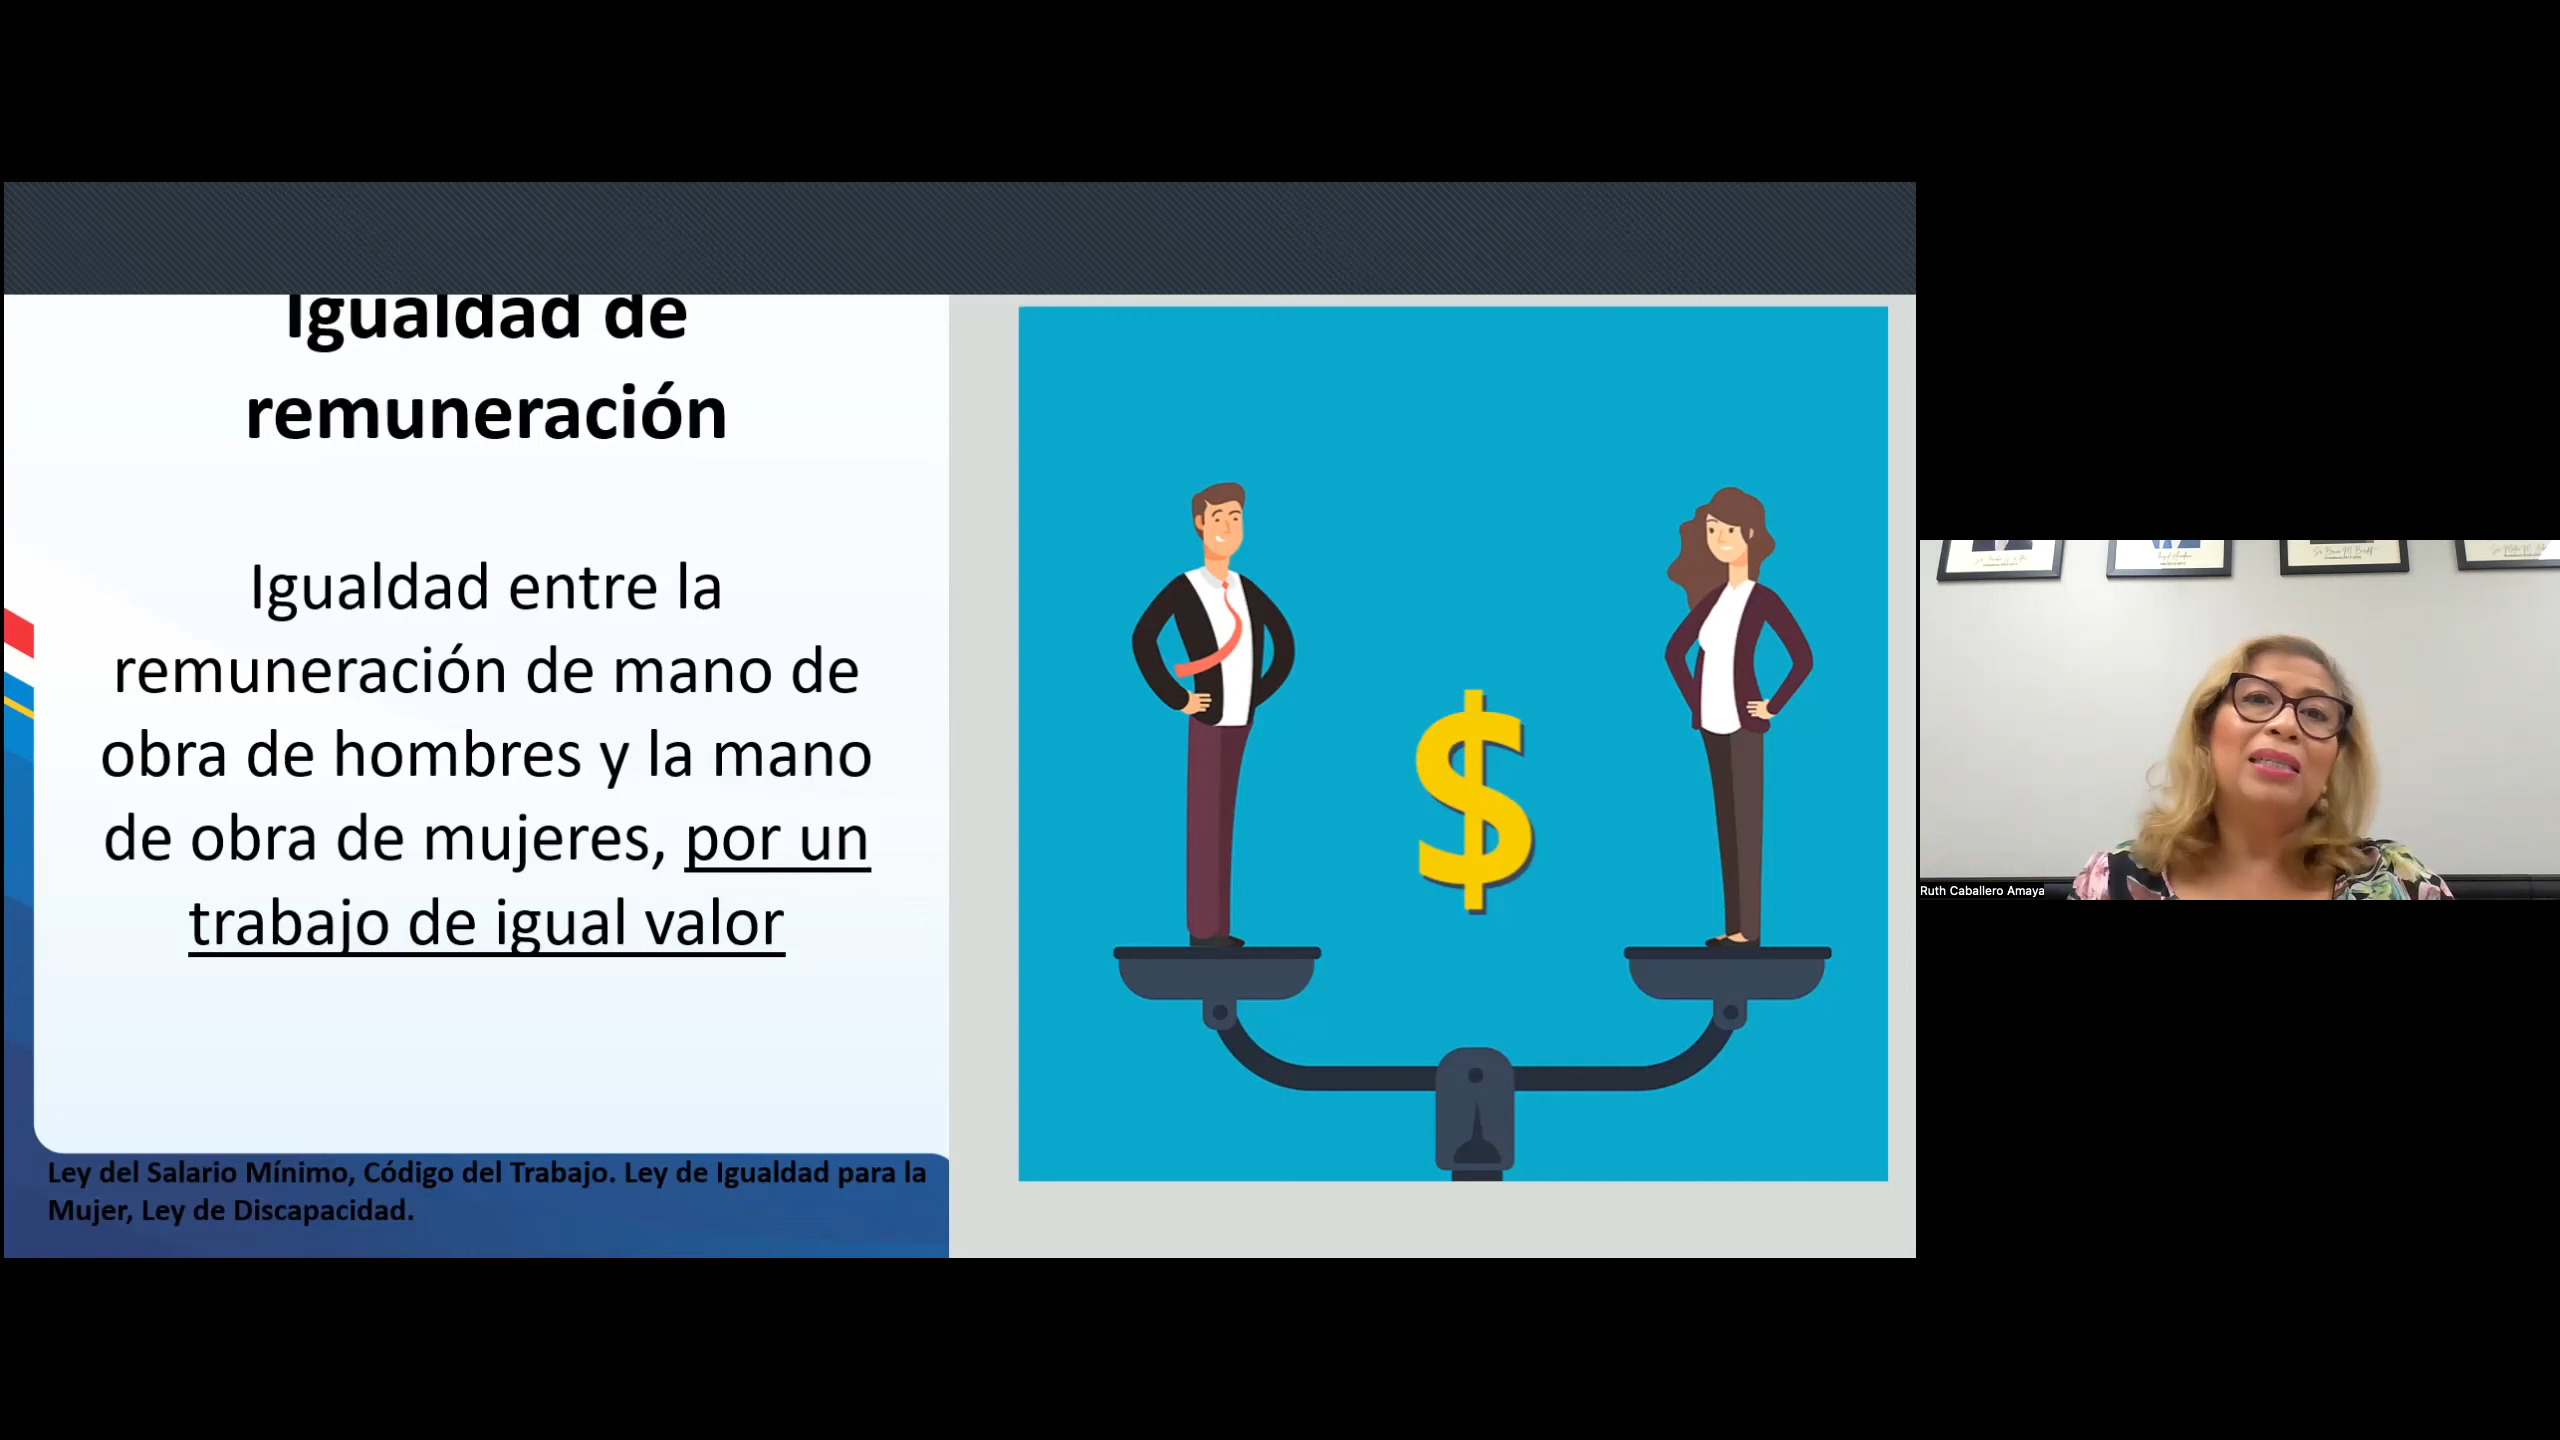 Igualdad de
remuneración
Igualdad entre la
remuneración de mano de
obra de hombres y la mano
de obra de mujeres, por un
trabajo de igual valor
$
Ley del Salario Mínimo, Código del Trabajo. Ley de Igualdad para la
Mujer, Ley de Discapacidad.
Ruth Caballero Amaya